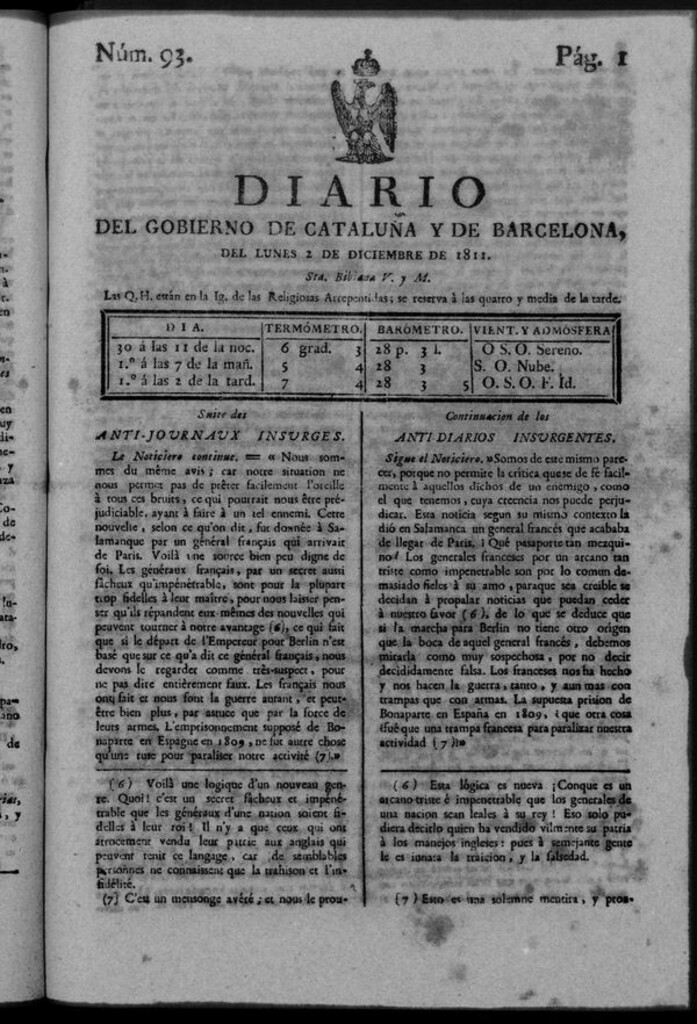 Núm. 93.
Pág. 1
DIARIO
DEL GOBIERNO DE CATALUÑA Y DE BARCELONA,
DEL LUNES 2 DE DICIEMBRE DE 1811.
Sta. Bibiana V. y M.
Las Q. H. están en la Ig. de las Religiosas Arrepentidas; se reserva à las quatro y media de la tarde.
DIA. TERMÓMETRO. BARÓMETRO. VIENT. Y ADMÓSFERA
30 á las 11 de la noc. 6 grad. 3 28 p. 3 l. O S. O. Sereno.
1.º á las 7 de la mañ. 5 4 28 3 S. O. Nube.
1.º á las 2 de la tard. 7 4 28 3 5 O. S. O. F. Id.
Suite des
ANTI-JOURNAUX INSURGES.
Le Noticiero continue. = « Nous som-
mes du même avis; car notre situation ne
nous permet pas de prêter facilement l'oreille
à tous ces bruits, ce qui pourrait nous être pré-
judiciable, ayant à faire à un tel ennemi. Cette
nouvelle, selon ce qu'on dit, fut donnée à Sa-
lamanque par un général français qui arrivait
de Paris. Voilà une source bien peu digne de
foi. Les généraux français, par un secret aussi
fâcheux qu'impénétrable, sont pour la plupart
trop fidelles à leur maître, pour nous laisser pen-
ser qu'ils répandent eux-mêmes des nouvelles qui
peuvent tourner à notre avantage (6), ce qui fait
que si le départ de l'Empereur pour Berlin n'est
basé que sur ce qu'a dit ce général français, nous
devons le regarder comme très-suspect, pour
ne pas dire entièrement faux. Les français nous
ont fait et nous font la guerre autant, et peut-
être bien plus, par astuce que par la force de
leurs armes. L'emprisonnement supposé de Bo-
naparte en Espagne en 1809, ne fut autre chose
qu'une ruse pour paraliser notre activité (7).»
(6) Voilà une logique d'un nouveau gen-
re. Quoi! c'est un secret fâcheux et impéné-
trable que les généraux d'une nation soient fi-
delles à leur roi! Il n'y a que ceux qui ont
atrocement vendu leur patrie aux anglais qui
peuvent tenir ce langage, car de semblables
personnes ne connaissent que la trahison et l'in-
fidélité.
(7) C'est un mensonge avéré; et nous le prou-
Continuacion de los
ANTI DIARIOS INSURGENTES.
Sigue el Noticiero. »Somos de este mismo pare-
cer, porque no permite la crítica que se dé fé facil-
mente à aquellos dichos de un enemigo, como
el que tenemos, cuya creencia nos puede perju-
dicar. Esta noticia segun su mismo contexto la
dió en Salamanca un general francés que acababa
de llegar de Paris. ¡ Qué pasaporte tan mezqui-
no! Los generales franceses por un arcano tan
triste como impenetrable son por lo comun de-
masiado fieles à su amo, para que sea creible se
decidan à propalar noticias que puedan ceder
à nuestro favor (6), de lo que se deduce que
si la marcha para Berlin no tiene otro origen
que la boca de aquel general francés, debemos
mirarla como muy sospechosa, por no decir
decididamente falsa. Los franceses nos ha hecho
y nos hacen la guerra, tanto, y aun mas con
trampas que con armas. La supuesta prision de
Bonaparte en España en 1809, ¿que otra cosa
fué que una trampa francesa para paralizar nuestra
actividad (7)?»
(6) Esta lógica es nueva ¡Conque es un
arcano triste é impenetrable que los generales de
una nacion sean leales à su rey! Eso solo pu-
diera decirlo quien ha vendido vilmente su patria
à los manejos ingleses: pues à semejante gente
le es innata la traicion, y la falsedad.
(7) Esto es una solemne mentira, y proa-